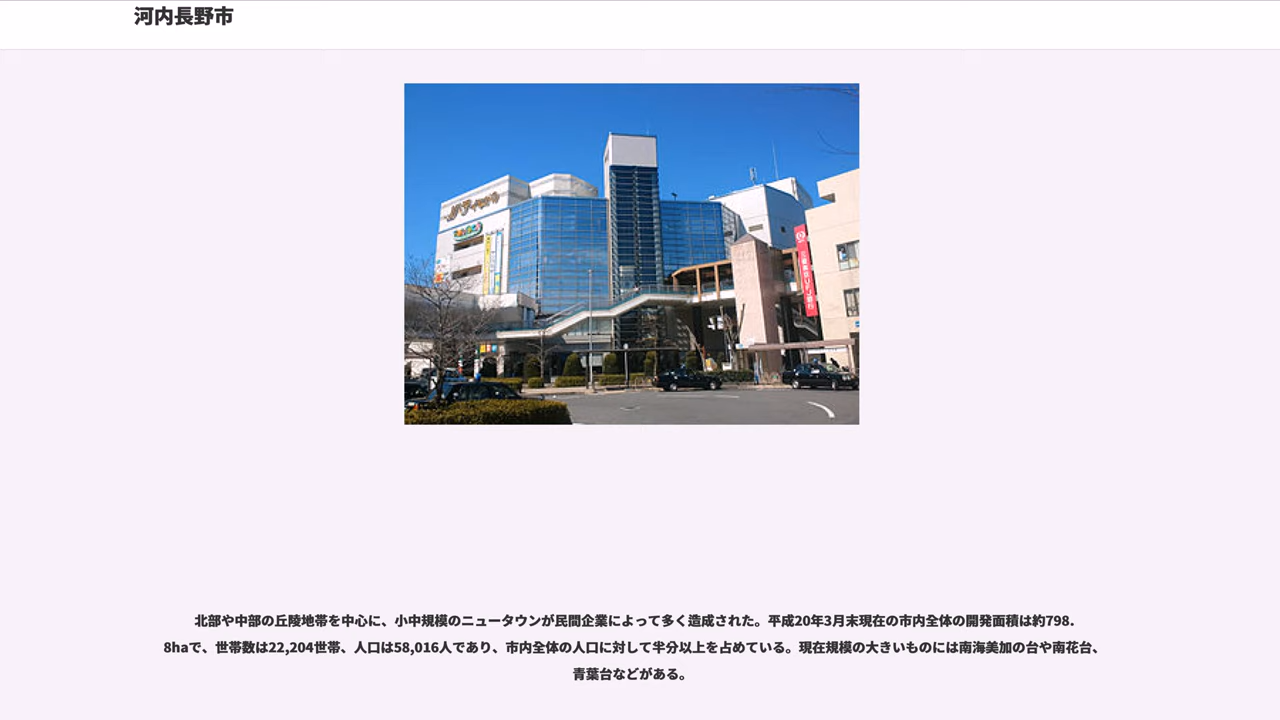 河内長野市
北部や中部の丘陵地帯を中心に、小中規模のニュータウンが民間企業によって多く造成された。平成20年3月末現在の市内全体の開発面積は約798.
8haで、世帯数は22,204世帯、人口は58,016人であり、市内全体の人口に対して半分以上を占めている。現在規模の大きいものには南海美加の台や南花台、
青葉台などがある。